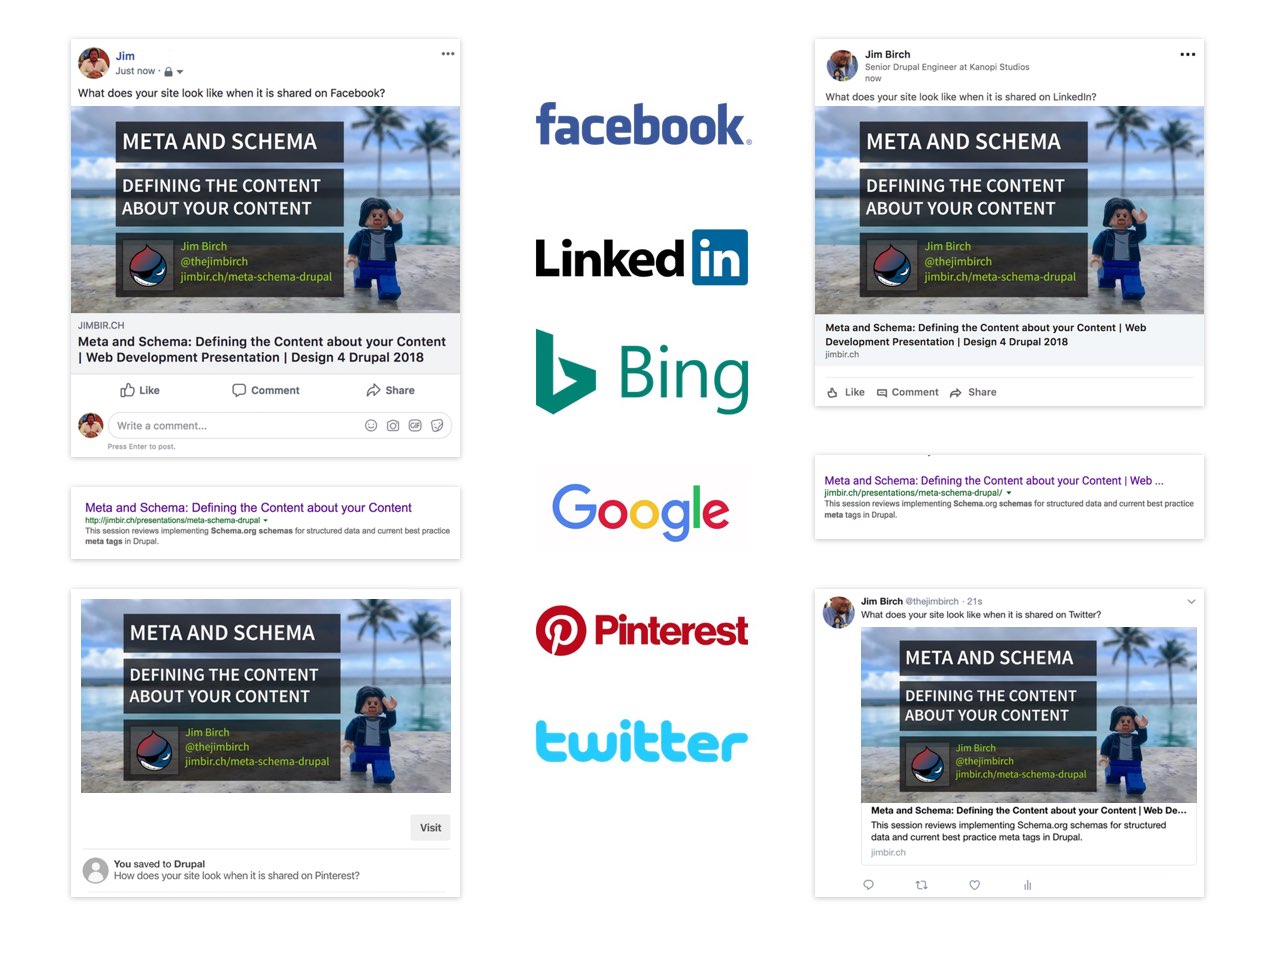 Jim
Just now ·
What does your site look like when it is shared on Facebook?
META AND SCHEMA
DEFINING THE CONTENT
ABOUT YOUR CONTENT
Jim Birch
@thejimbirch
jimbir.ch/meta-schema-drupal
JIMBIR.CH
Meta and Schema: Defining the Content about your Content
| Web Development Presentation | Design 4 Drupal 2018
Like Comment Share
Write a comment...
GIF
Press Enter to post.
Meta and Schema: Defining the Content about your Content
http://jimbir.ch/presentations/meta-schema-drupal
This session reviews implementing Schema.org schemas for structured data and current best practice
meta tags in Drupal.
META AND SCHEMA
DEFINING THE CONTENT
ABOUT YOUR CONTENT
Jim Birch
@thejimbirch
jimbir.ch/meta-schema-drupal
Visit
You saved to Drupal
How does your site look when it is shared on Pinterest?
facebook®
Linked in
Bing
Google
Pinterest
twitter
Jim Birch
Senior Drupal Engineer at Kanopi Studios
now
What does your site look like when it is shared on LinkedIn?
META AND SCHEMA
DEFINING THE CONTENT
ABOUT YOUR CONTENT
Jim Birch
@thejimbirch
jimbir.ch/meta-schema-drupal
Meta and Schema: Defining the Content about your Content | Web
Development Presentation | Design 4 Drupal 2018
jimbir.ch
Like Comment Share
Meta and Schema: Defining the Content about your Content | Web ...
jimbir.ch/presentations/meta-schema-drupal/
This session reviews implementing Schema.org schemas for structured data and current best practice
meta tags in Drupal.
Jim Birch @thejimbirch · 21s
What does your site look like when it is shared on Twitter?
META AND SCHEMA
DEFINING THE CONTENT
ABOUT YOUR CONTENT
Jim Birch
@thejimbirch
jimbir.ch/meta-schema-drupal
Meta and Schema: Defining the Content about your Content | Web De...
This session reviews implementing Schema.org schemas for structured
data and current best practice meta tags in Drupal.
jimbir.ch